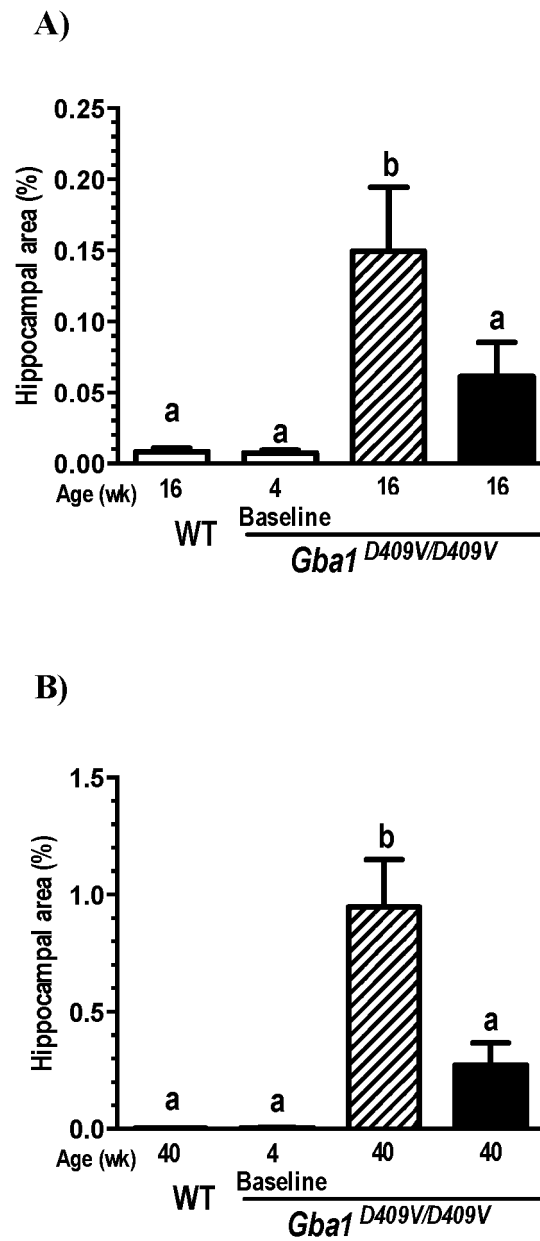 A)
Hippocampal area (%)
0.25
0.20
0.15
0.10
0.05
0.00
b
a
a
a
Age (wk) 16 4 16 16
WT Baseline
Gba1 D409V/D409V
B)
Hippocampal area (%)
1.5
1.0
0.5
0.0
b
a
a
a
Age (wk) 40 4 40 40
WT Baseline
Gba1 D409V/D409V